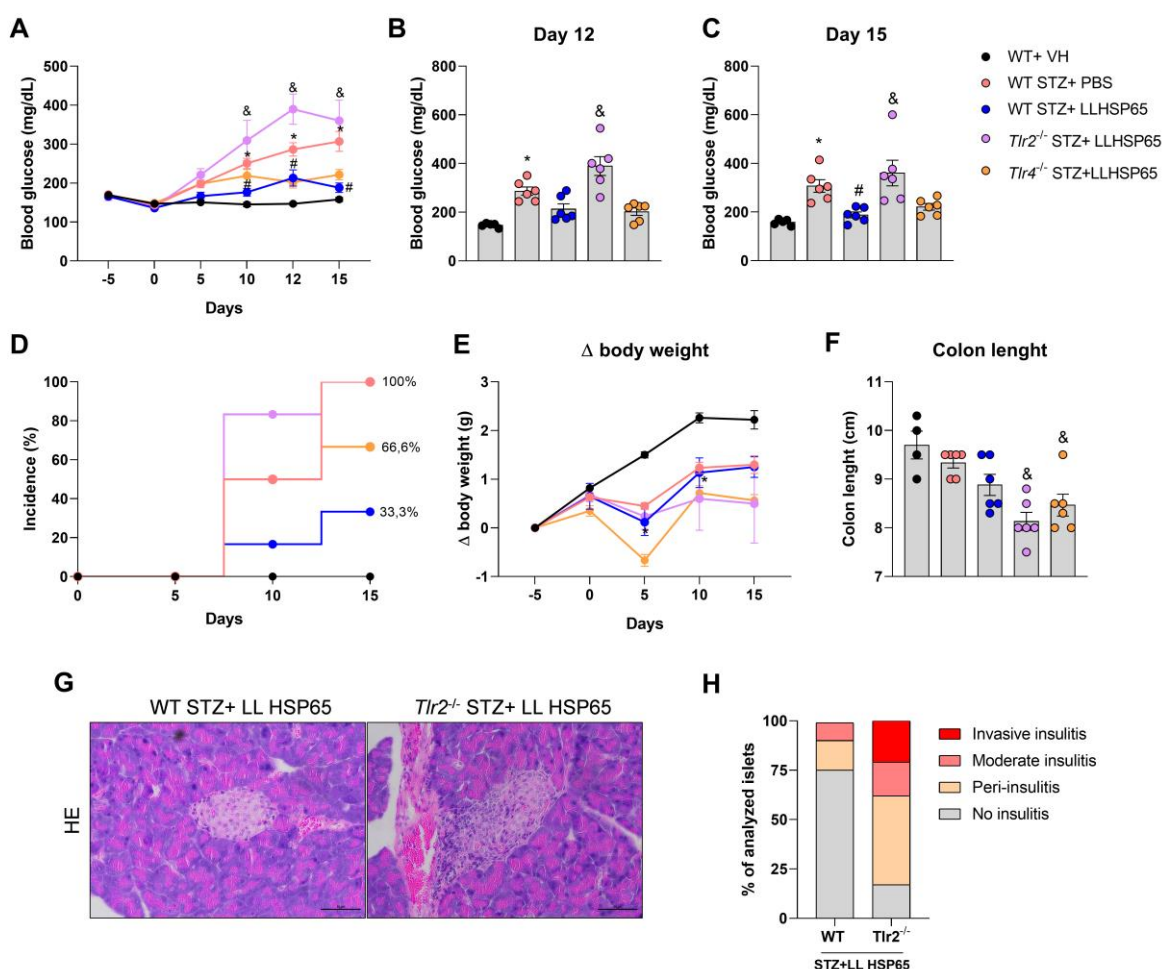 A
Blood glucose (mg/dL)
500
400
300
200
100
0
-5
0
5
10
12
15
Days
&
&
&
*
*
*
#
#
#
B
Day 12
Blood glucose (mg/dL)
800
600
400
200
0
*
&
C
Day 15
Blood glucose (mg/dL)
800
600
400
200
0
*
#
&
WT+ VH
WT STZ+ PBS
WT STZ+ LLHSP65
Tlr2-/- STZ+ LLHSP65
Tlr4-/- STZ+LLHSP65
D
Incidence (%)
100
80
60
40
20
0
0
5
10
15
Days
100%
66,6%
33,3%
E
Δ body weight
Δ body weight (g)
3
2
1
0
-1
-5
0
5
10
15
Days
*
*
F
Colon lenght
Colon lenght (cm)
10
9
8
7
&
&
G
WT STZ+ LL HSP65
Tlr2-/- STZ+ LL HSP65
HE
H
% of analyzed islets
100
75
50
25
0
WT
Tlr2-/-
STZ+LL HSP65
Invasive insulitis
Moderate insulitis
Peri-insulitis
No insulitis